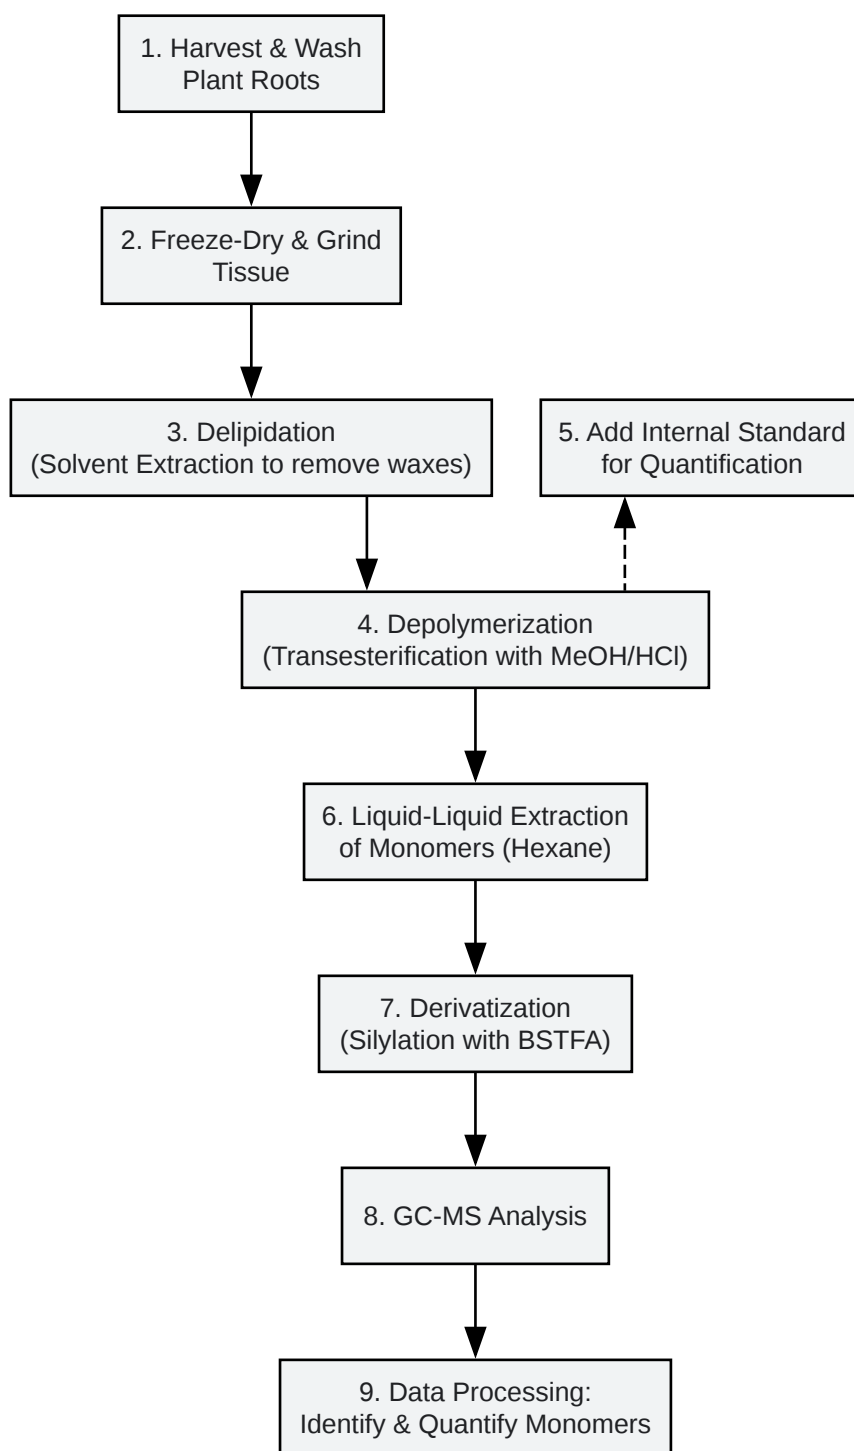 1. Harvest & Wash
Plant Roots
2. Freeze-Dry & Grind
Tissue
3. Delipidation
(Solvent Extraction to remove waxes)
5. Add Internal Standard
for Quantification
4. Depolymerization
(Transesterification with MeOH/HCl)
6. Liquid-Liquid Extraction
of Monomers (Hexane)
7. Derivatization
(Silylation with BSTFA)
8. GC-MS Analysis
9. Data Processing:
Identify & Quantify Monomers